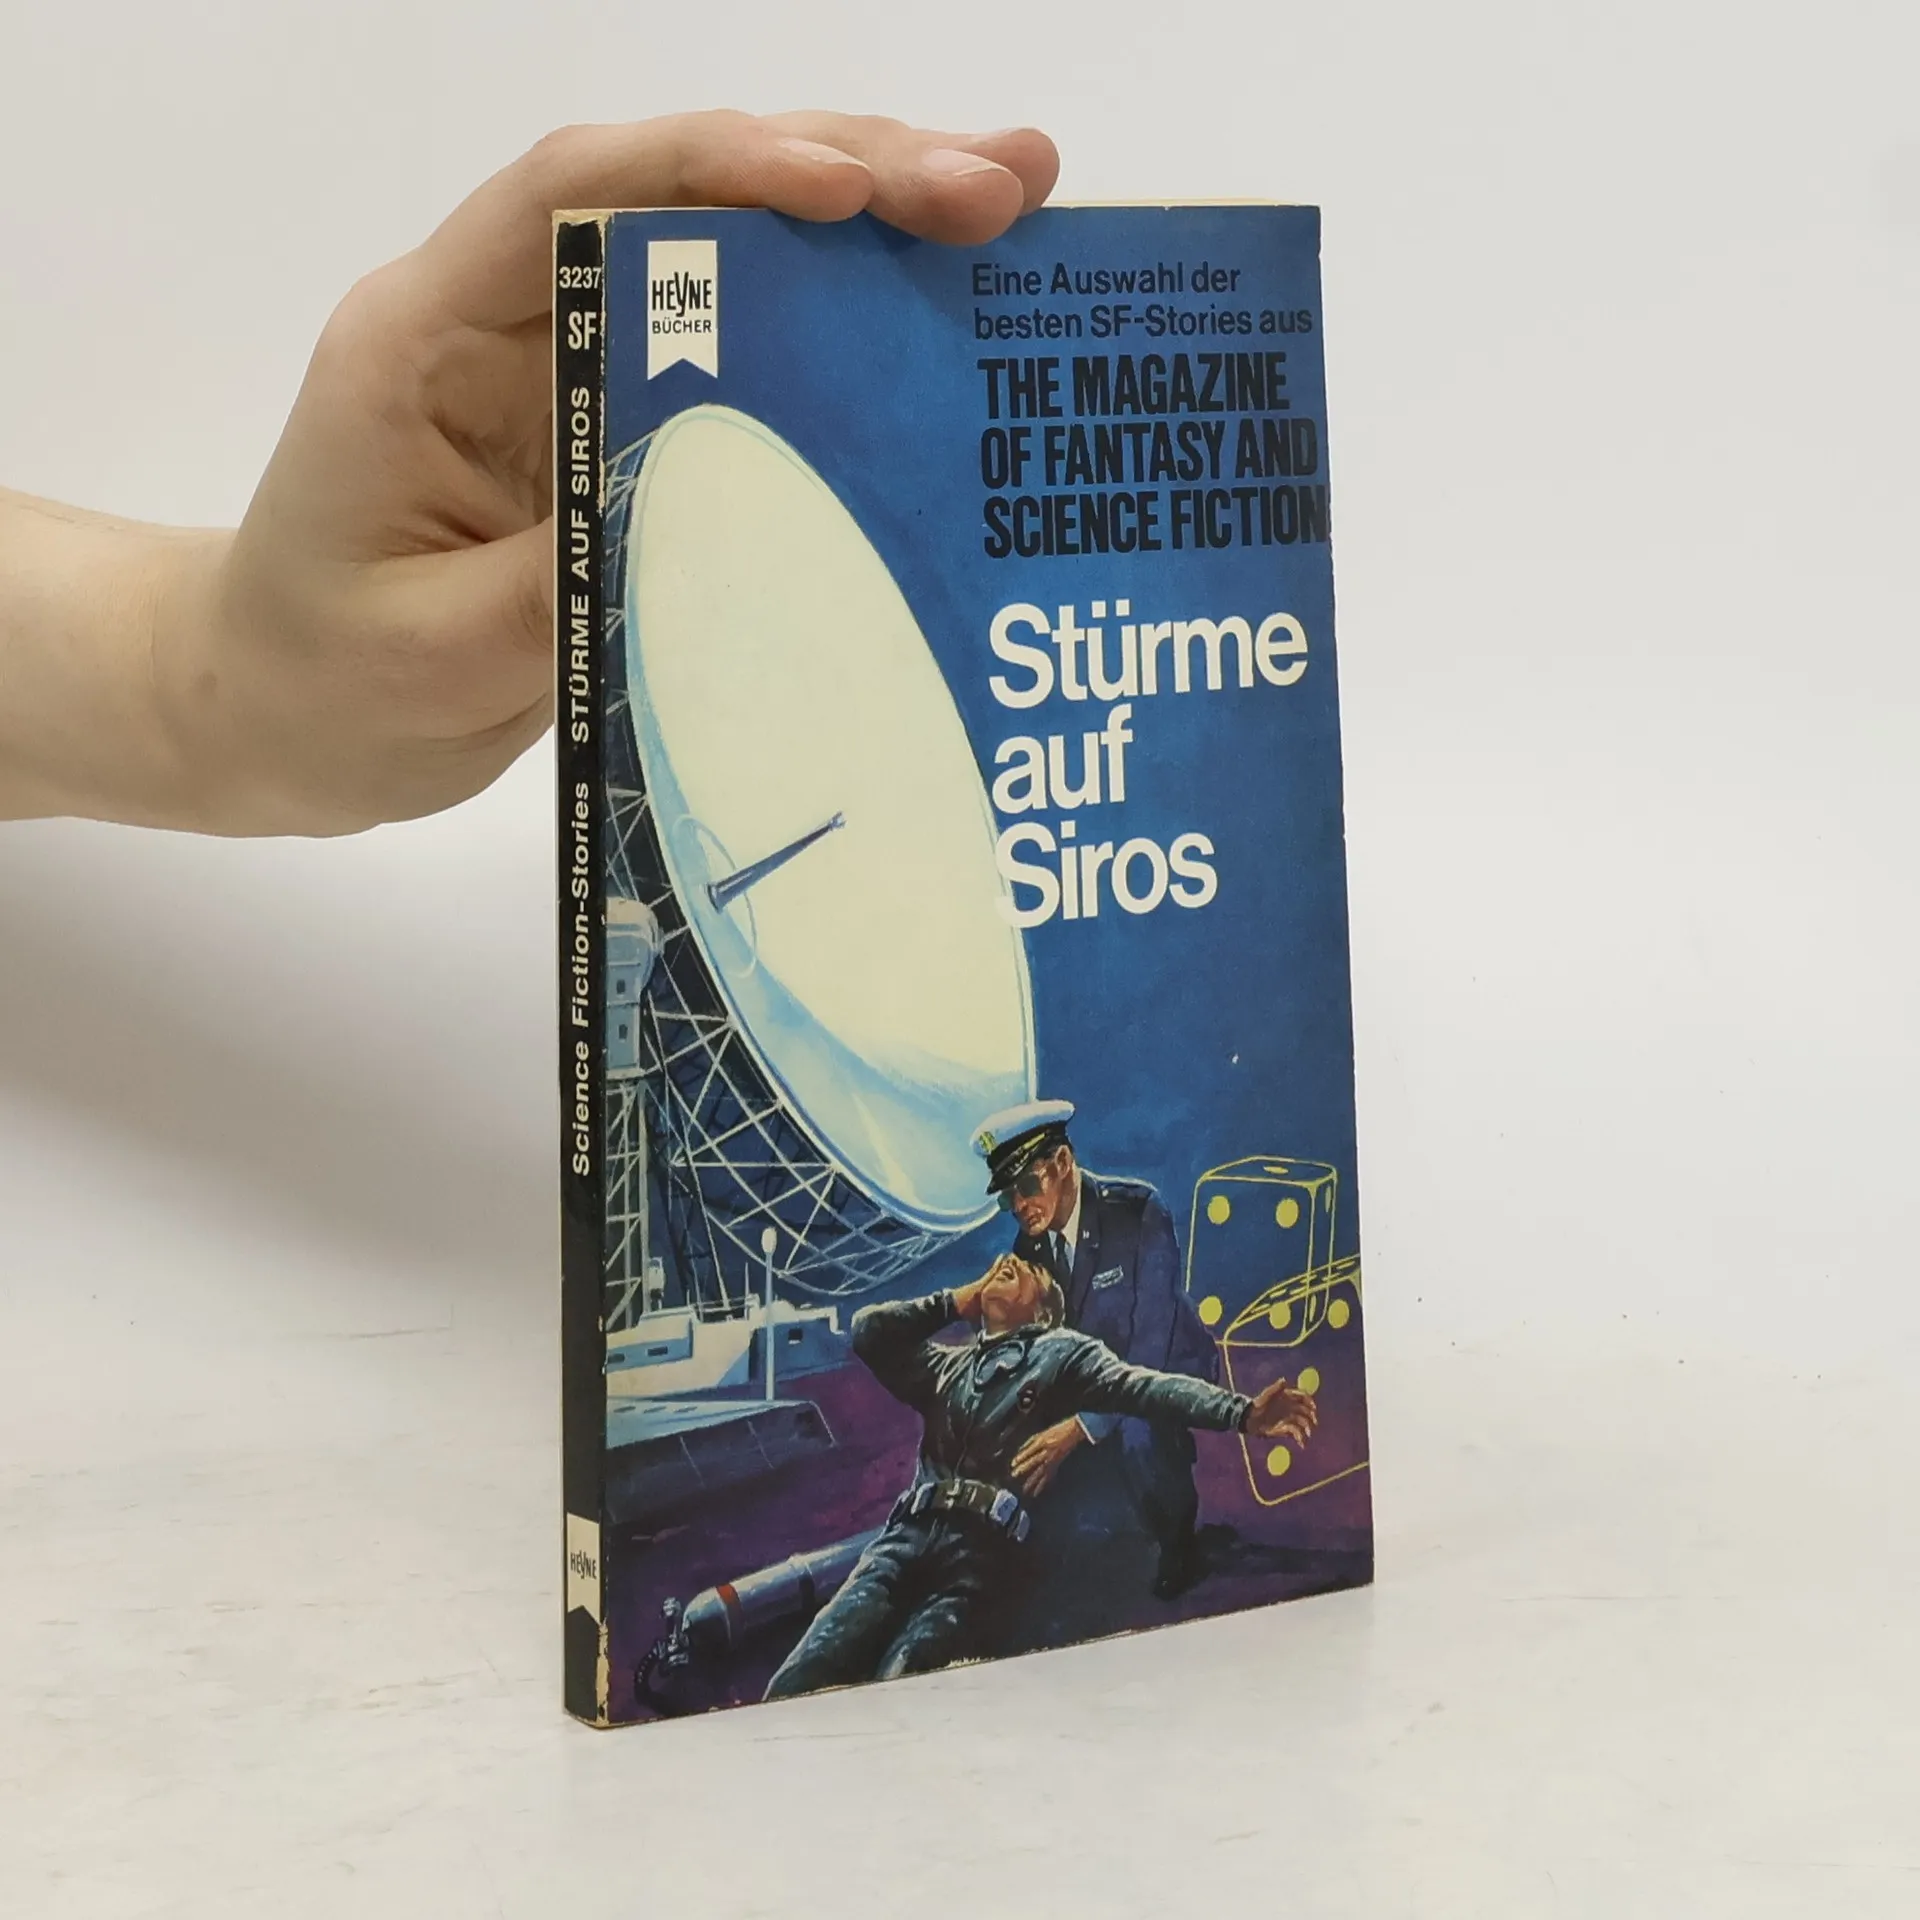 3237
SF
STÜRME AUF SIROS
Science Fiction-Stories
HEYNE
HEYNE
BÜCHER
Eine Auswahl der
besten SF-Stories aus
THE MAGAZINE
OF FANTASY AND
SCIENCE FICTION
Stürme
auf
Siros